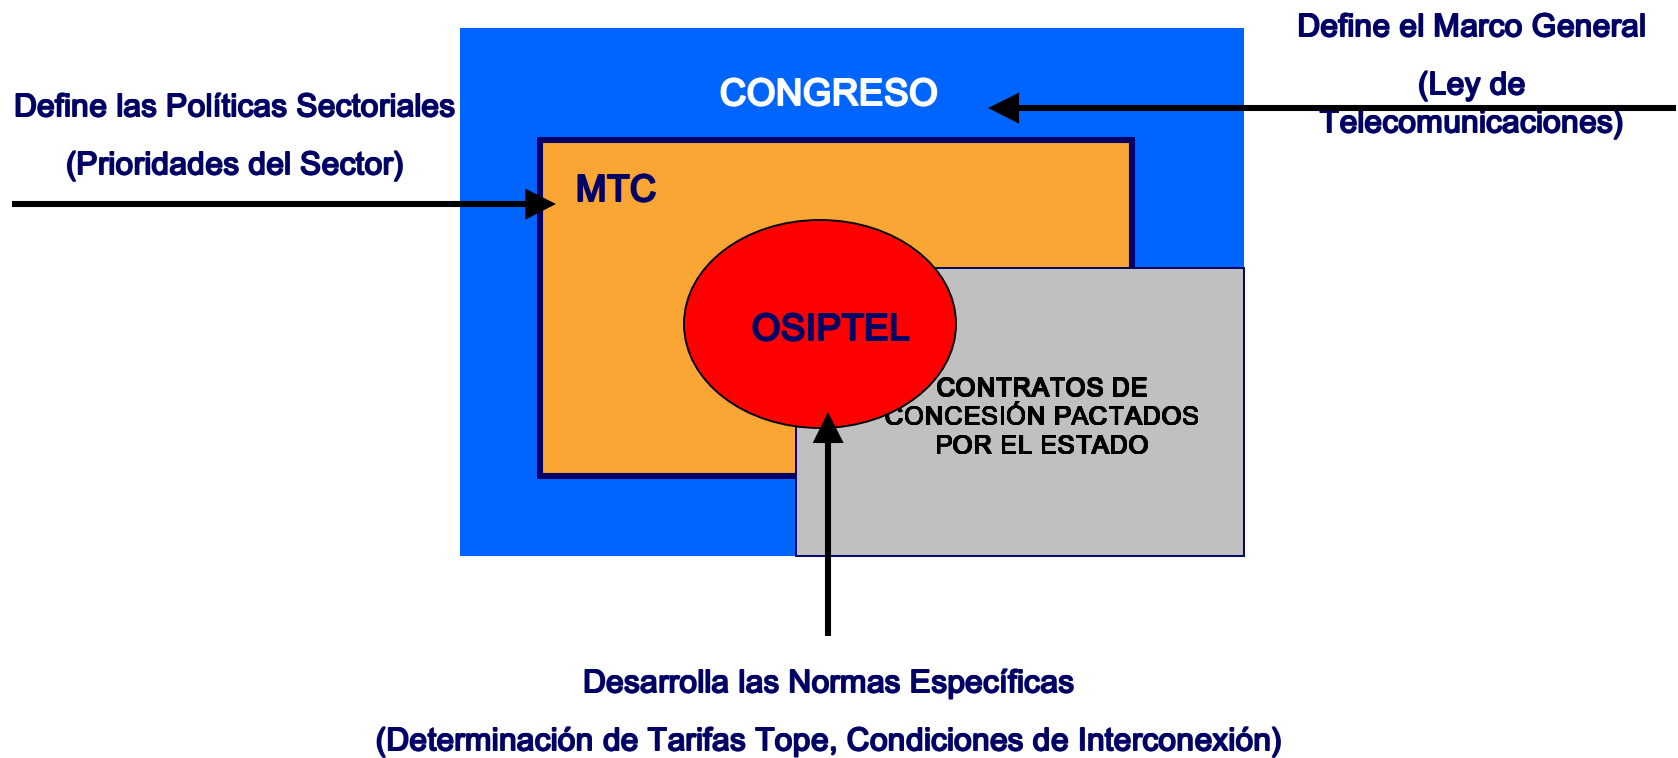 Define el Marco General
(Ley de
Telecomunicaciones)
Define las Políticas Sectoriales
(Prioridades del Sector)
CONGRESO
MTC
OSIPTEL
CONTRATOS DE
CONCESIÓN PACTADOS
POR EL ESTADO
Desarrolla las Normas Específicas
(Determinación de Tarifas Tope, Condiciones de Interconexión)